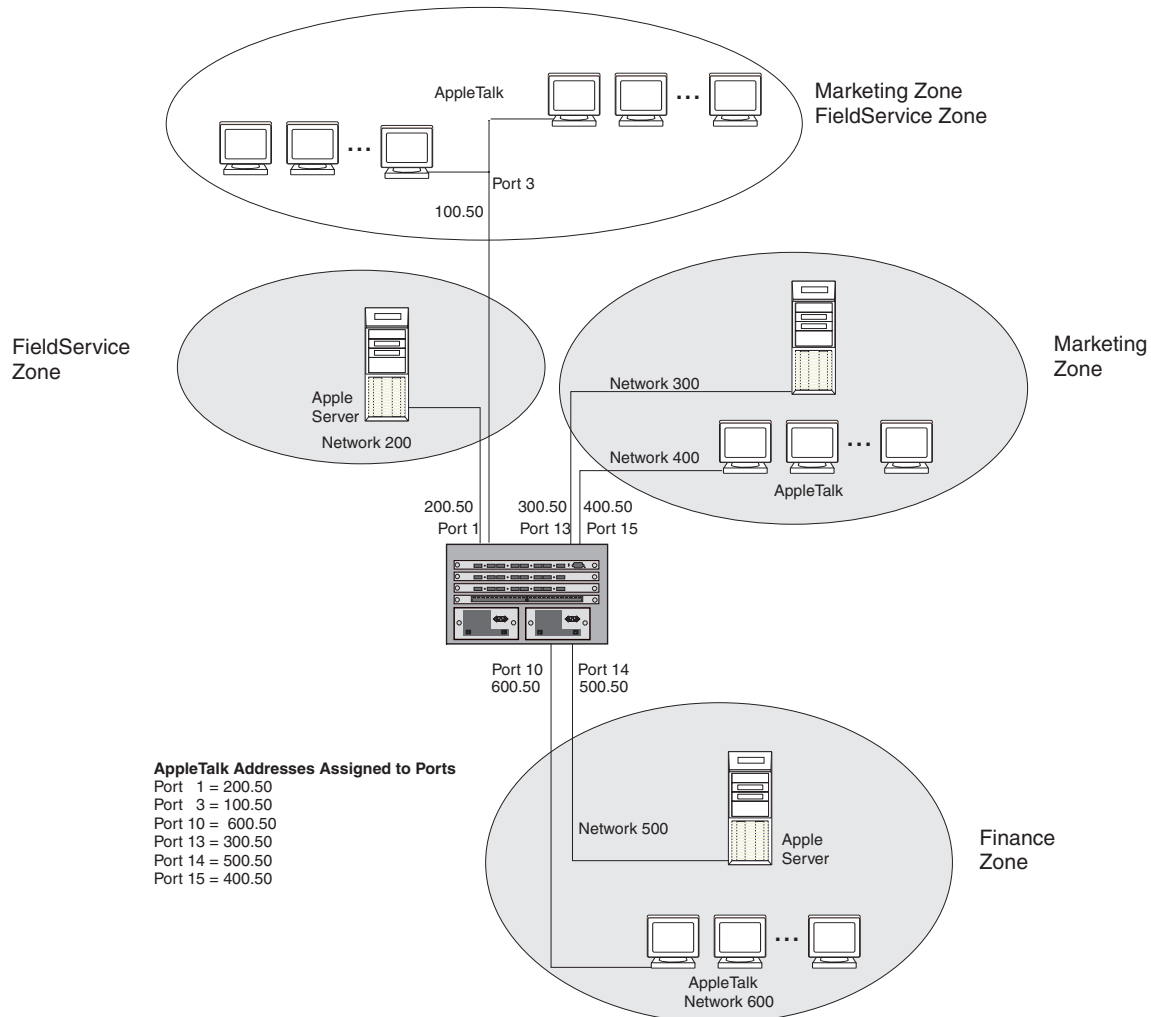 AppleTalk
Marketing Zone
FieldService Zone
Port 3
100.50
FieldService
Zone
Apple
Server
Network 200
Network 300
Network 400
AppleTalk
Marketing
Zone
200.50
Port 1
300.50
Port 13
400.50
Port 15
Port 10
600.50
Port 14
500.50
AppleTalk Addresses Assigned to Ports
Port 1 = 200.50
Port 3 = 100.50
Port 10 = 600.50
Port 13 = 300.50
Port 14 = 500.50
Port 15 = 400.50
Network 500
Apple
Server
Finance
Zone
AppleTalk
Network 600